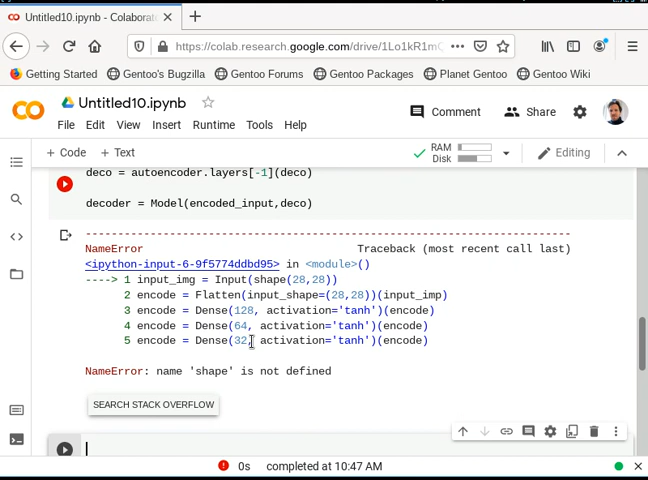 Untitled10.ipynb - Colaborato
https://colab.research.google.com/drive/1Lo1kR1mC
Getting Started Gentoo's Bugzilla Gentoo Forums Gentoo Packages Planet Gentoo Gentoo Wiki
Untitled10.ipynb
Comment Share
File Edit View Insert Runtime Tools Help
+ Code + Text RAM Disk Editing
deco = autoencoder.layers[-1](deco)
decoder = Model(encoded_input,deco)
---------------------------------------------------------------------------
NameError Traceback (most recent call last)
<ipython-input-6-9f5774ddbd95> in <module>()
----> 1 input_img = Input(shape(28,28))
2 encode = Flatten(input_shape=(28,28))(input_imp)
3 encode = Dense(128, activation='tanh')(encode)
4 encode = Dense(64, activation='tanh')(encode)
5 encode = Dense(32, activation='tanh')(encode)
NameError: name 'shape' is not defined
SEARCH STACK OVERFLOW
0s completed at 10:47 AM